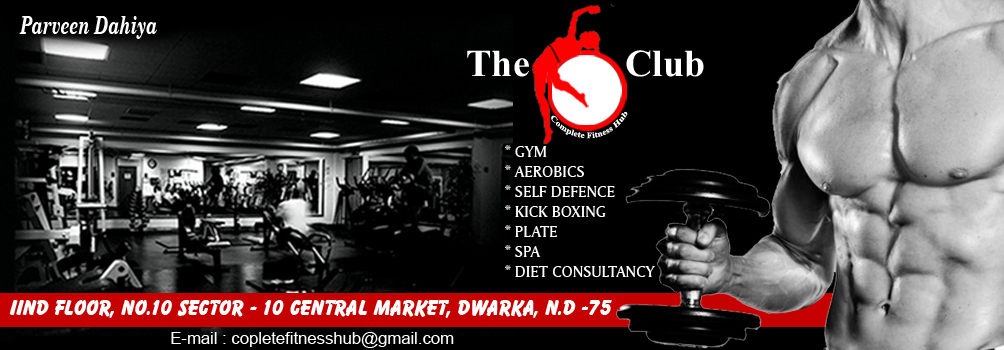 Parveen Dahiya
The Club
Complete Fitness Hub
* GYM
* AEROBICS
* SELF DEFENCE
* KICK BOXING
* PLATE
* SPA
* DIET CONSULTANCY
IIND FLOOR, NO.10 SECTOR - 10 CENTRAL MARKET, DWARKA, N.D -75
E-mail : copletefitnesshub@gmail.com